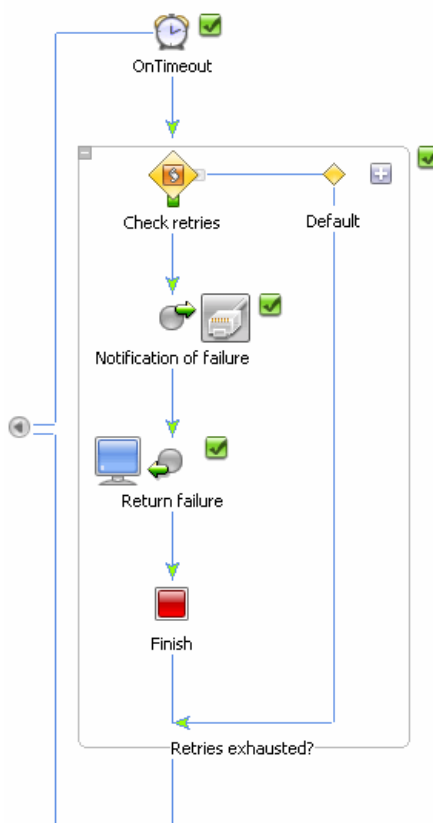 OnTimeout
Check retries
Default
Notification of failure
Return failure
Finish
Retries exhausted?